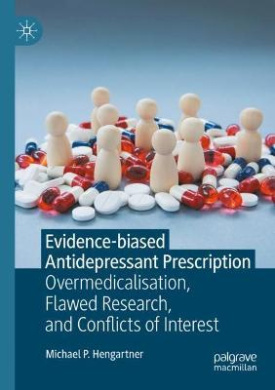 Evidence-biased
Antidepressant Prescription
Overmedicalisation,
Flawed Research,
and Conflicts of Interest
Michael P. Hengartner
palgrave
macmillan